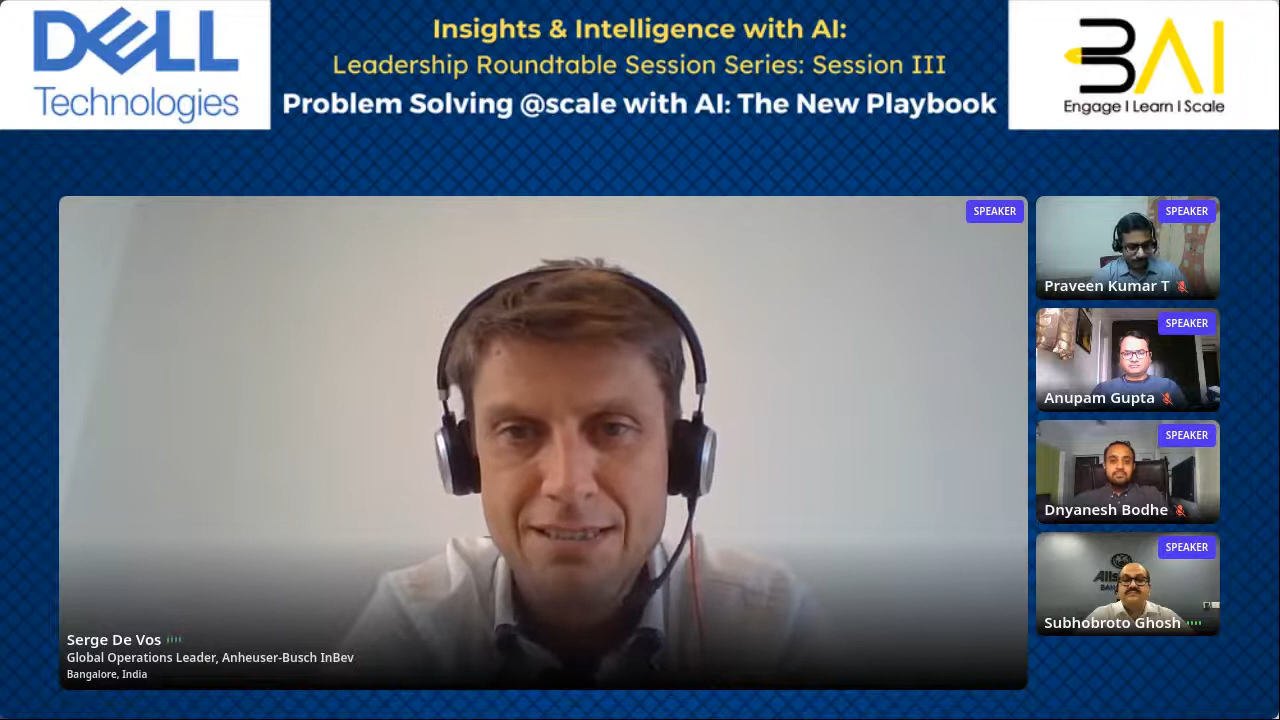 DELL
Technologies
Insights & Intelligence with AI:
Leadership Roundtable Session Series: Session III
Problem Solving @scale with AI: The New Playbook
BAI
Engage I Learn I Scale
SPEAKER
Serge De Vos
Global Operations Leader, Anheuser-Busch InBev
Bangalore, India
SPEAKER
Praveen Kumar T
SPEAKER
Anupam Gupta
SPEAKER
Dnyanesh Bodhe
SPEAKER
Subhobroto Ghosh